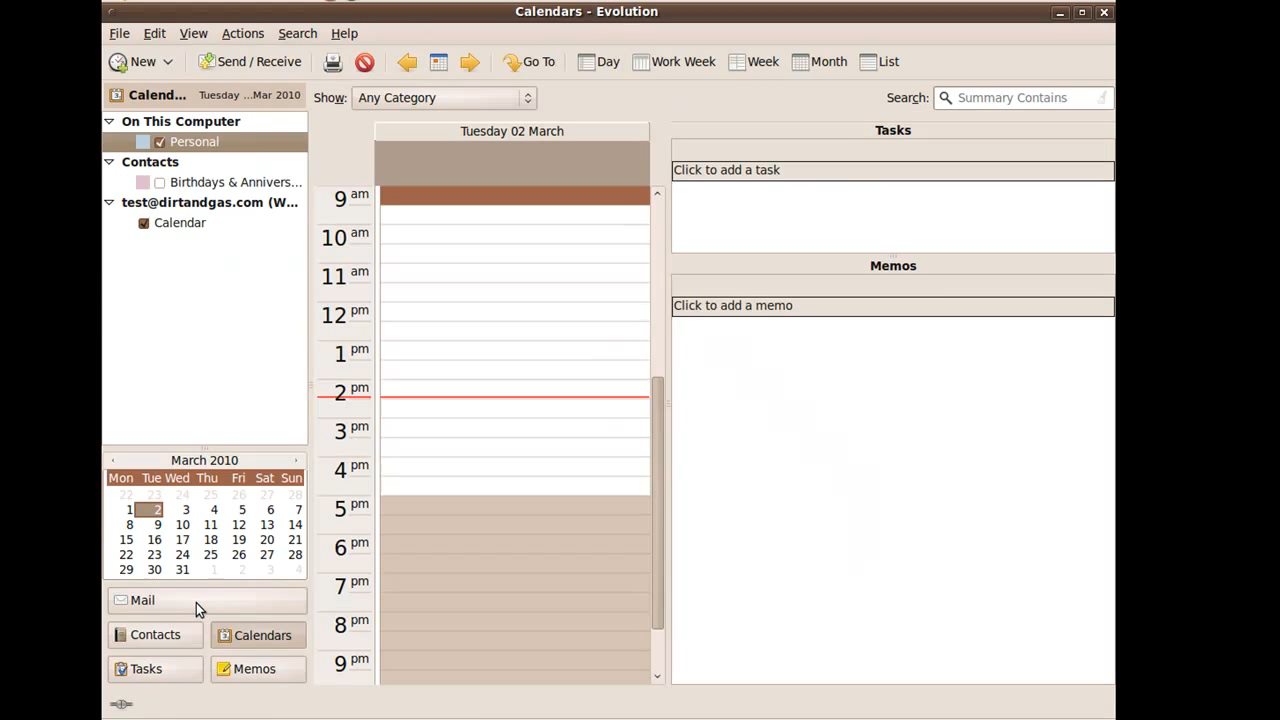 Calendars - Evolution
File Edit View Actions Search Help
New Send / Receive Go To Day Work Week Week Month List
Calend... Tuesday ...Mar 2010
Show: Any Category Search: Summary Contains
On This Computer
Personal
Contacts
Birthdays & Annivers...
test@dirtandgas.com (W...
Calendar
March 2010
Mon Tue Wed Thu Fri Sat Sun
22 23 24 25 26 27 28
1 2 3 4 5 6 7
8 9 10 11 12 13 14
15 16 17 18 19 20 21
22 23 24 25 26 27 28
29 30 31 1 2 3 4
Mail
Contacts Calendars
Tasks Memos
Tuesday 02 March
9 am
10 am
11 am
12 pm
1 pm
2 pm
3 pm
4 pm
5 pm
6 pm
7 pm
8 pm
9 pm
Tasks
Click to add a task
Memos
Click to add a memo